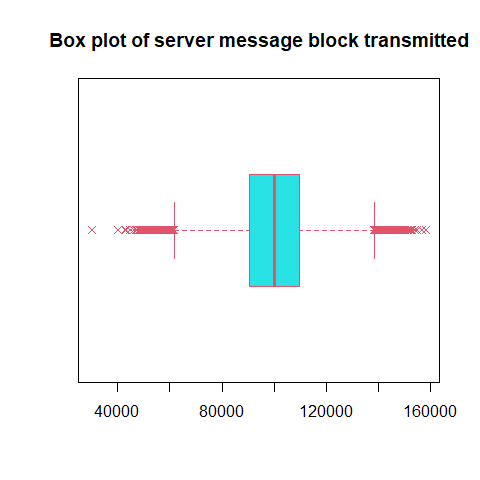 Box plot of server message block transmitted
40000 80000 120000 160000